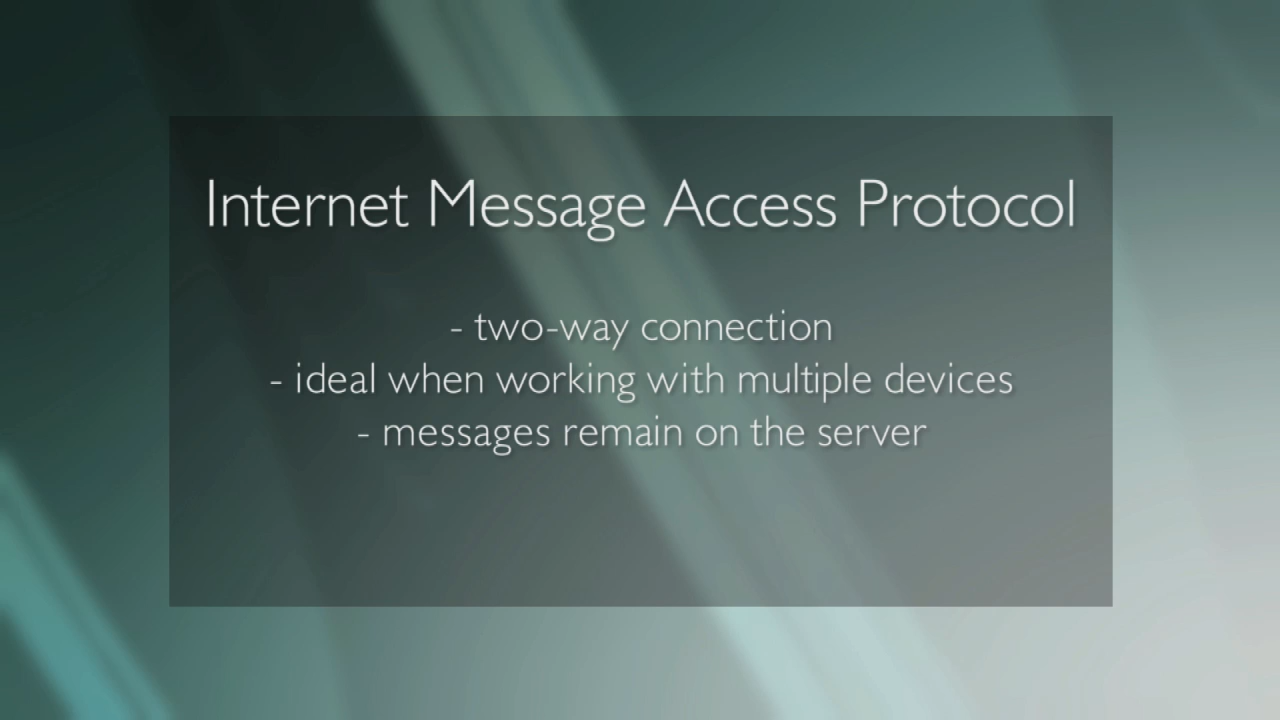 Internet Message Access Protocol
- two-way connection
- ideal when working with multiple devices
- messages remain on the server